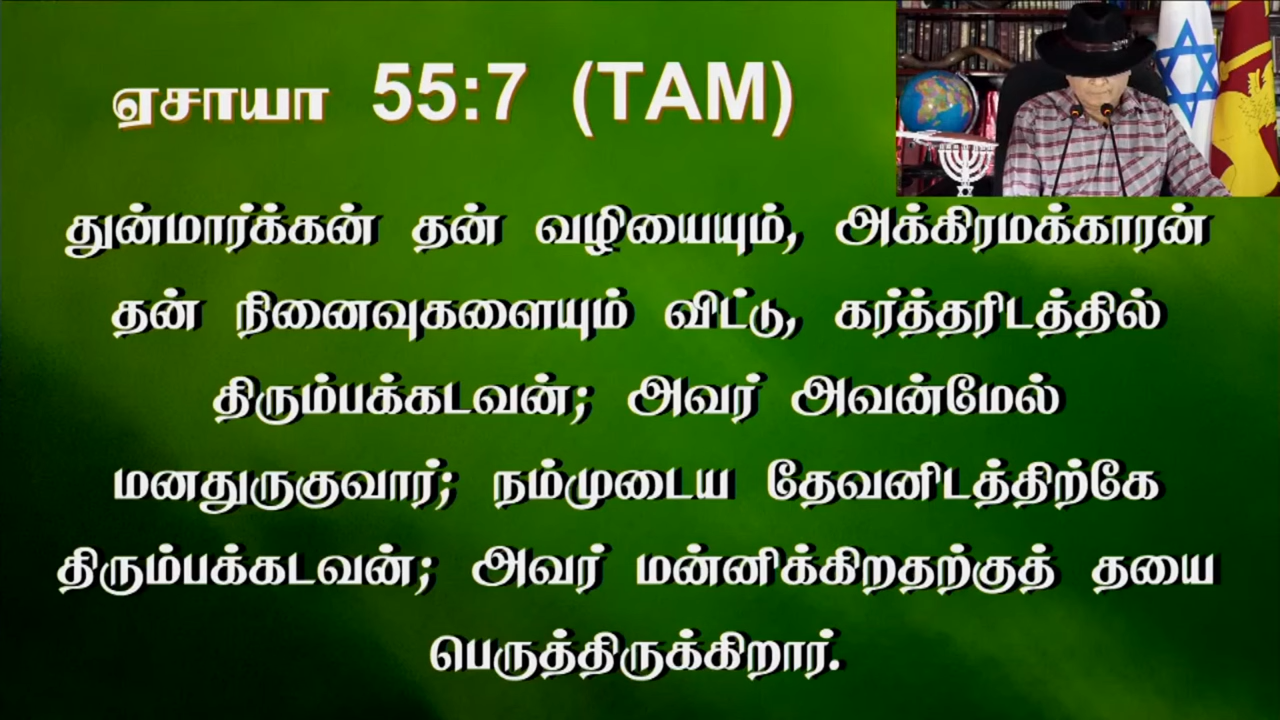 ஏசாயா 55:7 (TAM)
துன்மார்க்கன் தன் வழியையும், அக்கிரமக்காரன்
தன் நினைவுகளையும் விட்டு, கர்த்தரிடத்தில்
திரும்பக்கடவன்; அவர் அவன்மேல்
மனதுருகுவார்; நம்முடைய தேவனிடத்திற்கே
திரும்பக்கடவன்; அவர் மன்னிக்கிறதற்குத் தயை
பெருத்திருக்கிறார்.